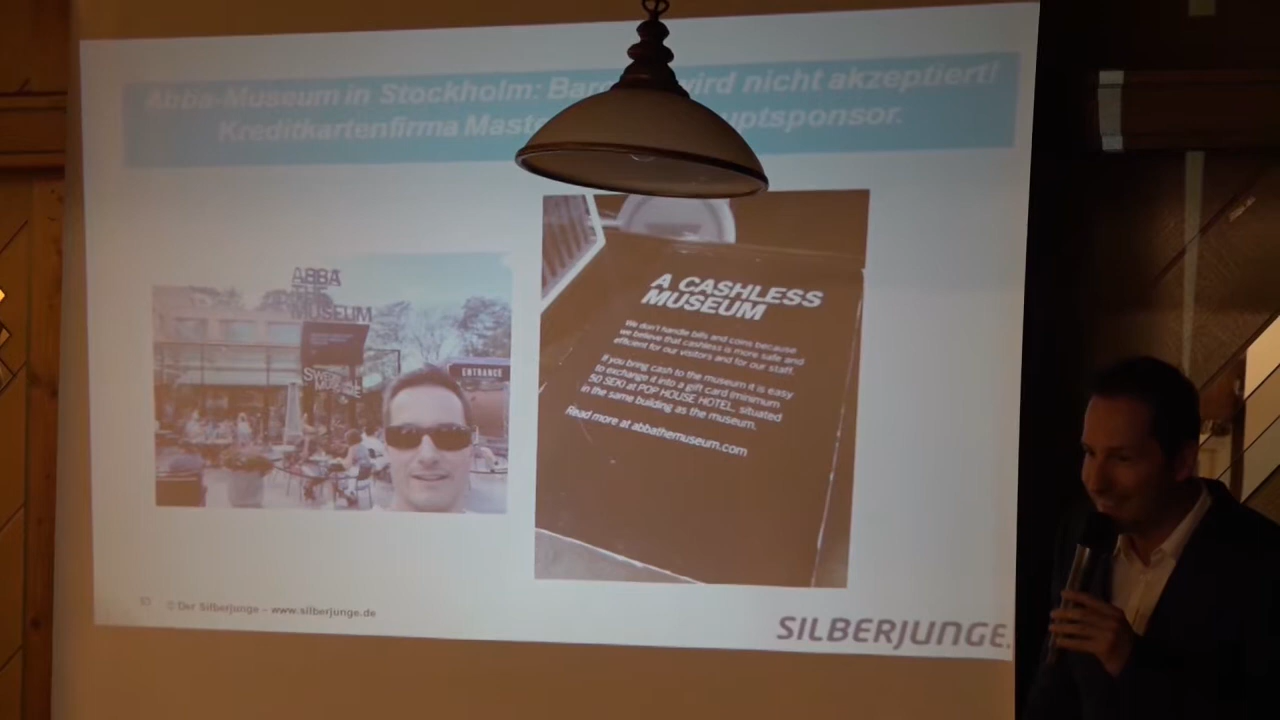 Abba-Museum in Stockholm: wird nicht akzeptiert!
Kreditkartenfirma
ABBA
THE
MUSEUM
ENTRANCE
A CASHLESS
MUSEUM
We don't handle bills and coins because
we believe that cashless is more safe and
efficient for our visitors and for our staff.
If you bring cash to the museum it is easy
to exchange it into a gift card (minimum
50 SEK) at POP HOUSE HOTEL, situated
in the same building as the museum.
Read more at abbathemuseum.com
© Der Silberjunge – www.silberjunge.de
SILBERJUNGE.